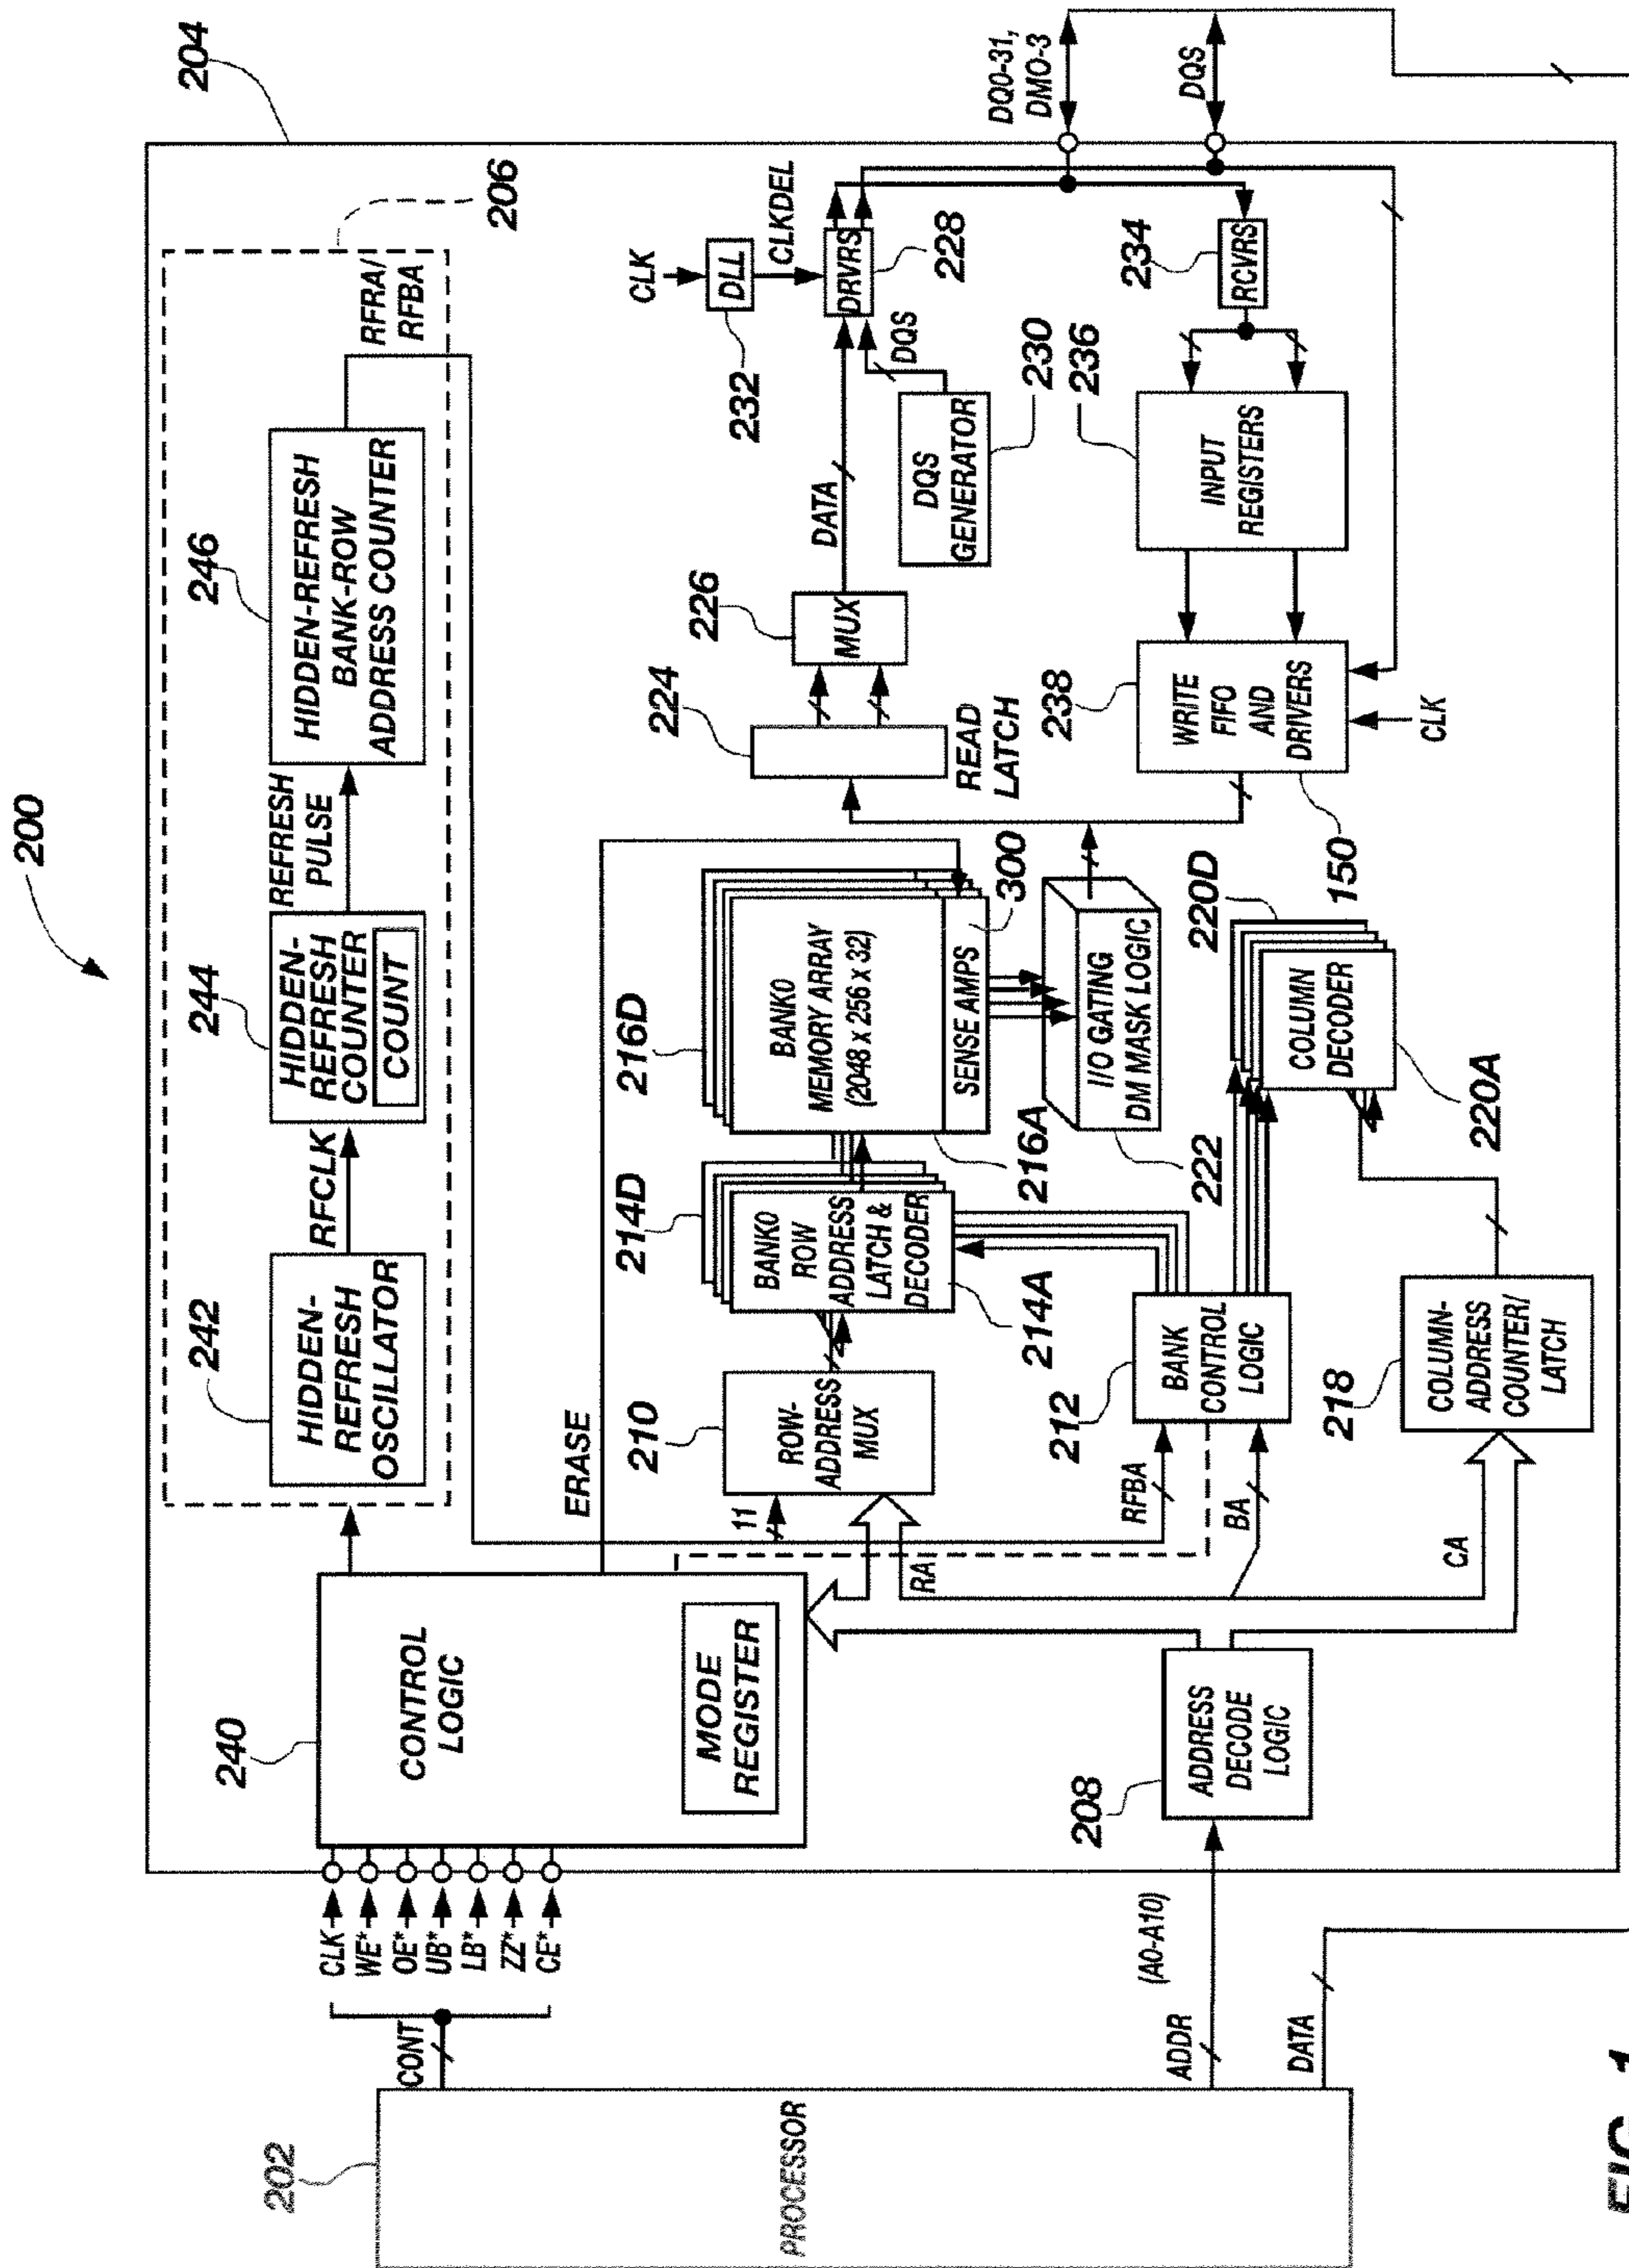 200
204
206
242
HIDDEN-
REFRESH
OSCILLATOR
RFCLK
244
HIDDEN-
REFRESH
COUNTER
COUNT
REFRESH
PULSE
246
HIDDEN-REFRESH
BANK-ROW
ADDRESS COUNTER
RFRA/
RFBA
202
PROCESSOR
CONT
CLK
WE*
OE*
UB*
LB*
ZZ*
CE*
240
CONTROL
LOGIC
MODE
REGISTER
ERASE
11
210
ROW-
ADDRESS
MUX
RA
214D
BANK0
ROW
ADDRESS
LATCH &
DECODER
214A
216D
BANK0
MEMORY ARRAY
(2048 x 256 x 32)
SENSE AMPS
216A
300
I/O GATING
DM MASK LOGIC
222
224
READ
LATCH
226
MUX
DATA
CLK
DLL
232
CLKDEL
DRVRS
228
DQS
DQS
GENERATOR
230
DQ0-31,
DM0-3
DQS
RCVRS
234
INPUT
REGISTERS
236
WRITE
FIFO
AND
DRIVERS
238
CLK
150
RFBA
BA
212
BANK
CONTROL
LOGIC
220D
COLUMN
DECODER
220A
CA
218
COLUMN-
ADDRESS
COUNTER/
LATCH
ADDR
(A0-A10)
208
ADDRESS
DECODE
LOGIC
DATA
FIG. 1